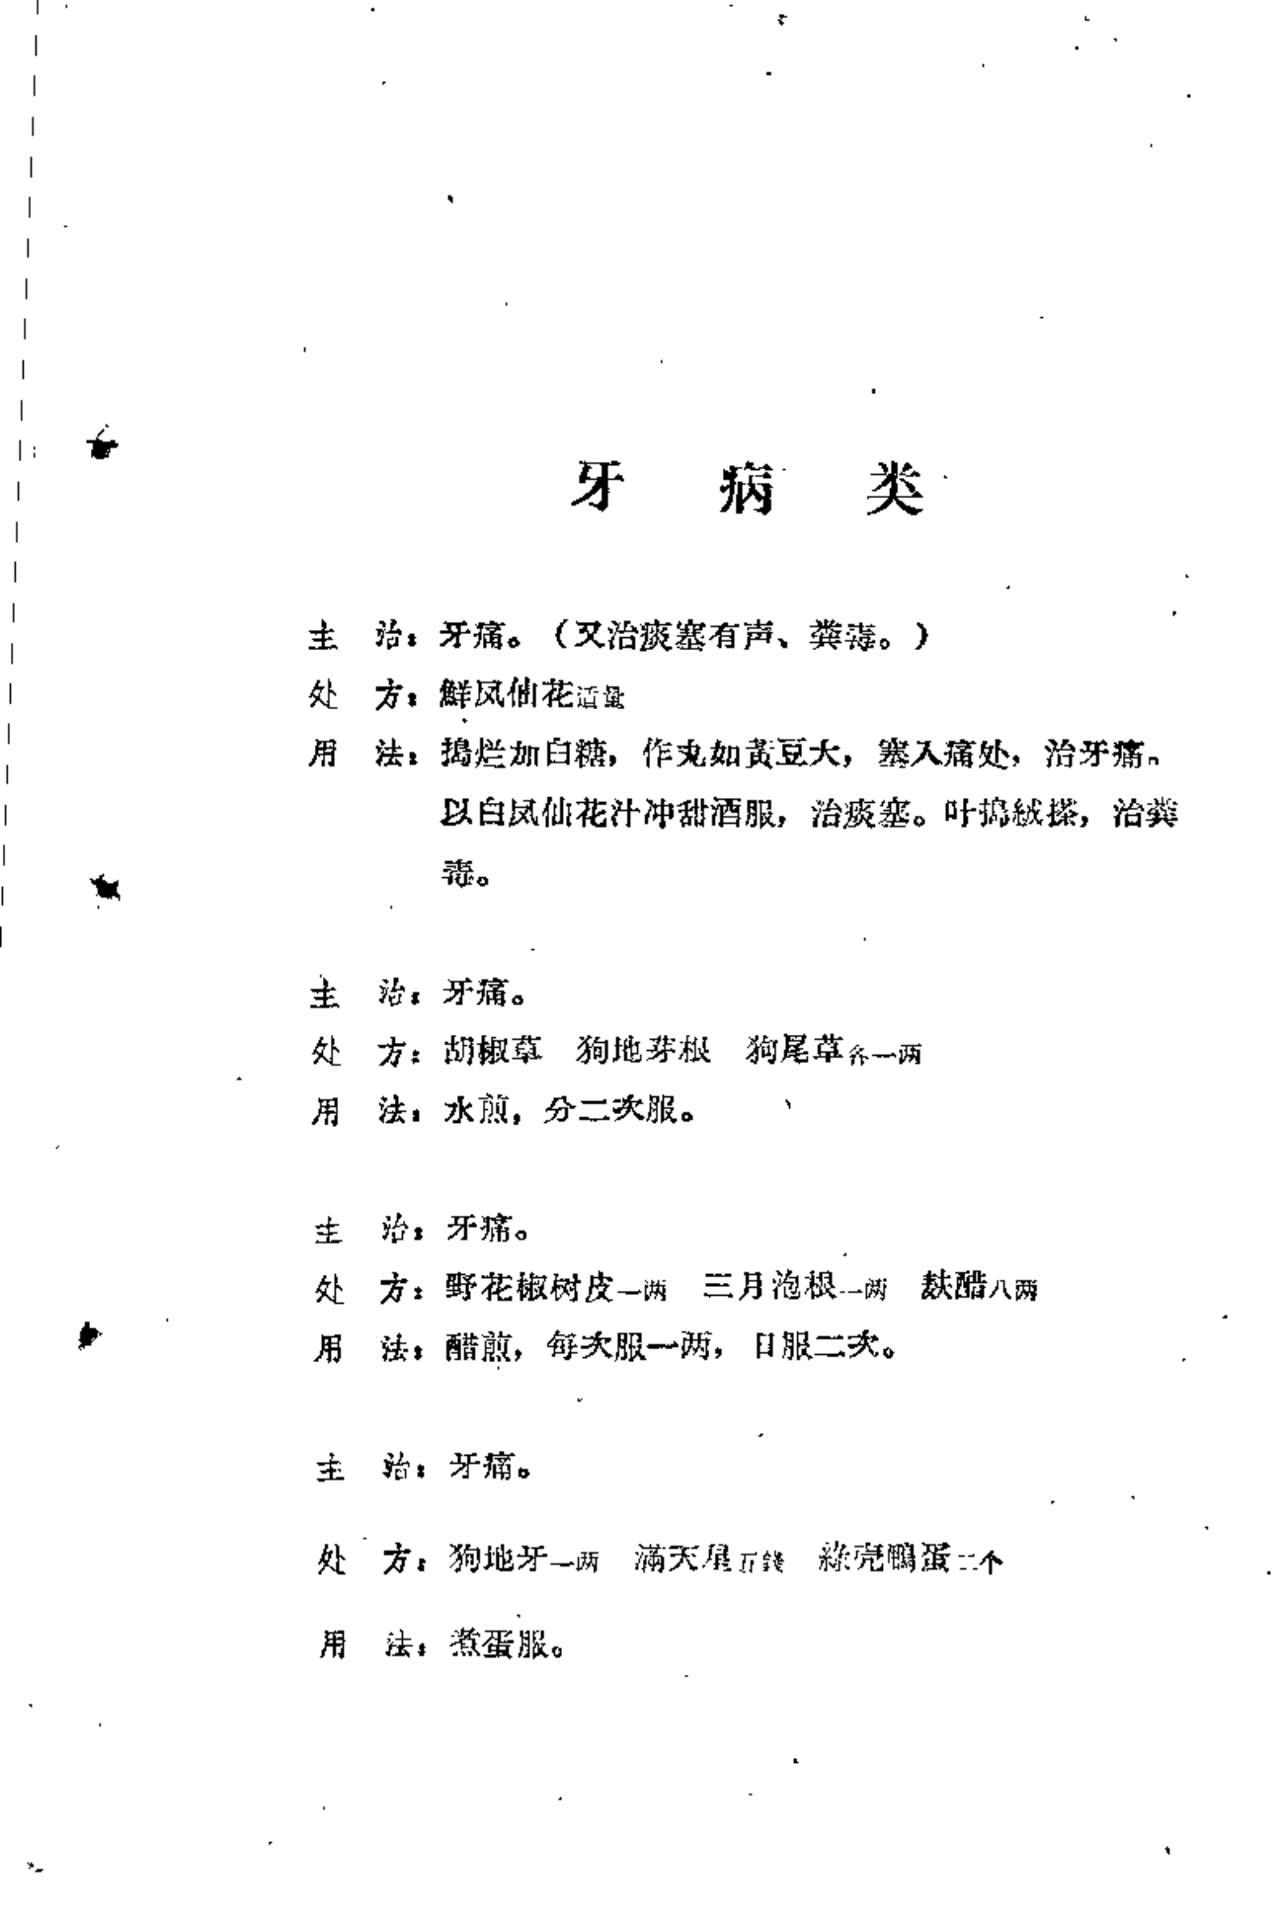 牙 病 类
主 治：牙痛。（又治痰塞有声、粪毒。）
处 方：鮮凤仙花适量
用 法：搗烂加白糖，作丸如黃豆大，塞入痛处，治牙痛。
以白凤仙花汁冲甜酒服，治痰塞。叶搗絨搽，治粪
毒。
主 治：牙痛。
处 方：胡椒草 狗地芽根 狗尾草各一两
用 法：水煎，分二次服。
主 治：牙痛。
处 方：野花椒树皮一两 三月泡根一两 麸醋八两
用 法：醋煎，每次服一两，日服二次。
主 治：牙痛。
处 方：狗地牙一两 滿天星五錢 綠壳鴨蛋二个
用 法：煮蛋服。